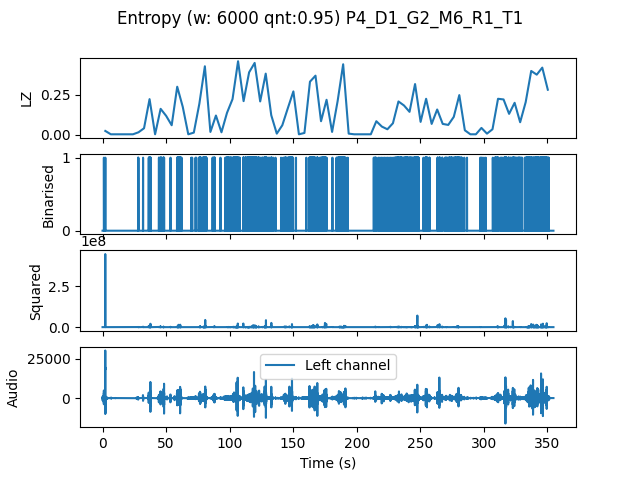 Entropy (w: 6000 qnt:0.95) P4_D1_G2_M6_R1_T1
LZ
0.25
0.00
Binarised
1
0
1e8
Squared
2.5
0.0
Audio
25000
0
Left channel
0 50 100 150 200 250 300 350
Time (s)